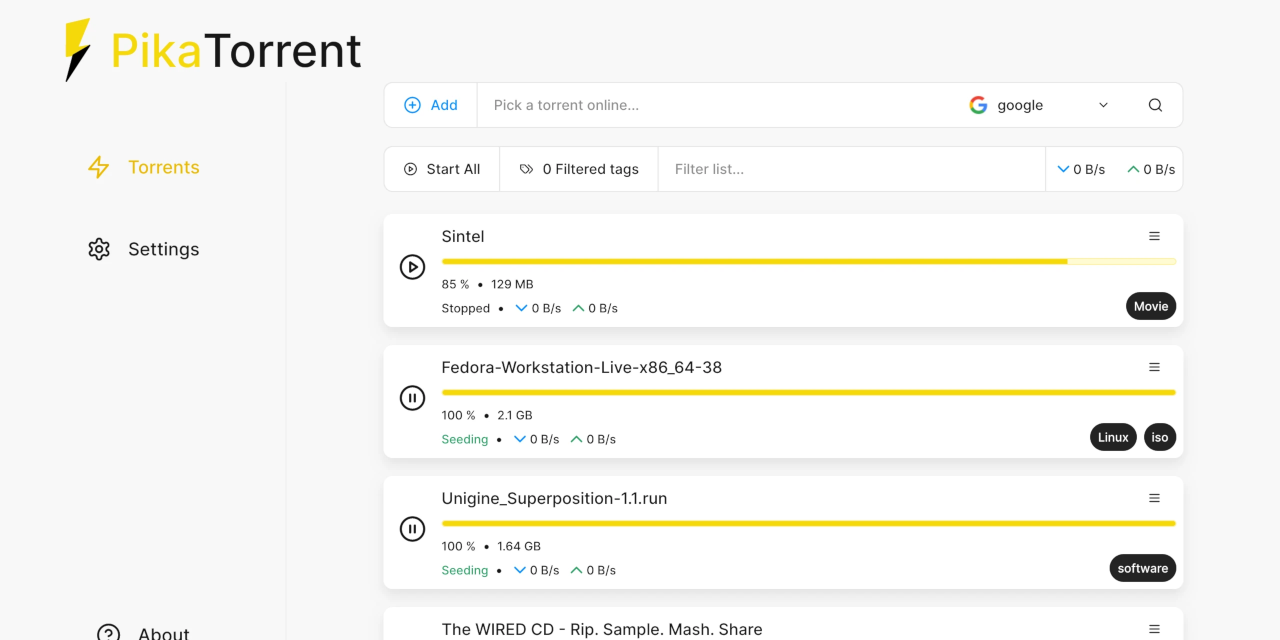 PikaTorrent
Add
Pick a torrent online...
google
Torrents
Start All
0 Filtered tags
Filter list...
0 B/s
0 B/s
Settings
Sintel
85 % • 129 MB
Stopped • 0 B/s 0 B/s
Movie
Fedora-Workstation-Live-x86_64-38
100 % • 2.1 GB
Seeding • 0 B/s 0 B/s
Linux
iso
Unigine_Superposition-1.1.run
100 % • 1.64 GB
Seeding • 0 B/s 0 B/s
software
About
The WIRED CD - Rip. Sample. Mash. Share